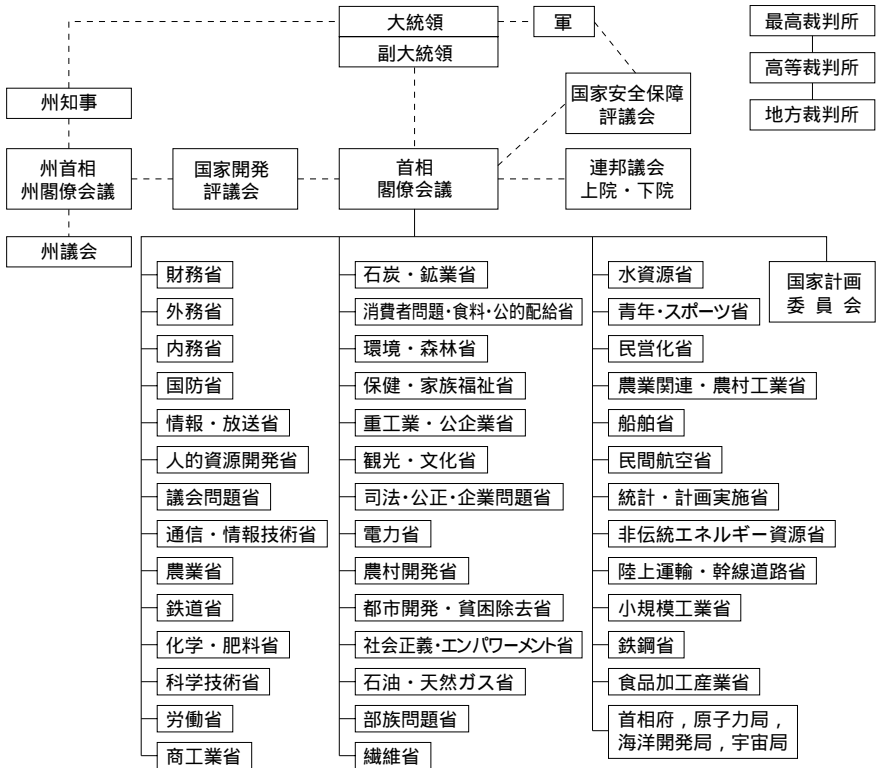 大統領
副大統領
軍
最高裁判所
高等裁判所
地方裁判所
州知事
国家安全保障
評議会
州首相
州閣僚会議
国家開発
評議会
首相
閣僚会議
連邦議会
上院・下院
州議会
財務省
外務省
内務省
国防省
情報・放送省
人的資源開発省
議会問題省
通信・情報技術省
農業省
鉄道省
化学・肥料省
科学技術省
労働省
商工業省
石炭・鉱業省
消費者問題・食料・公的配給省
環境・森林省
保健・家族福祉省
重工業・公企業省
観光・文化省
司法・公正・企業問題省
電力省
農村開発省
都市開発・貧困除去省
社会正義・エンパワーメント省
石油・天然ガス省
部族問題省
繊維省
水資源省
青年・スポーツ省
民営化省
農業関連・農村工業省
船舶省
民間航空省
統計・計画実施省
非伝統エネルギー資源省
陸上運輸・幹線道路省
小規模工業省
鉄鋼省
食品加工産業省
首相府，原子力局，
海洋開発局，宇宙局
国家計画
委員会